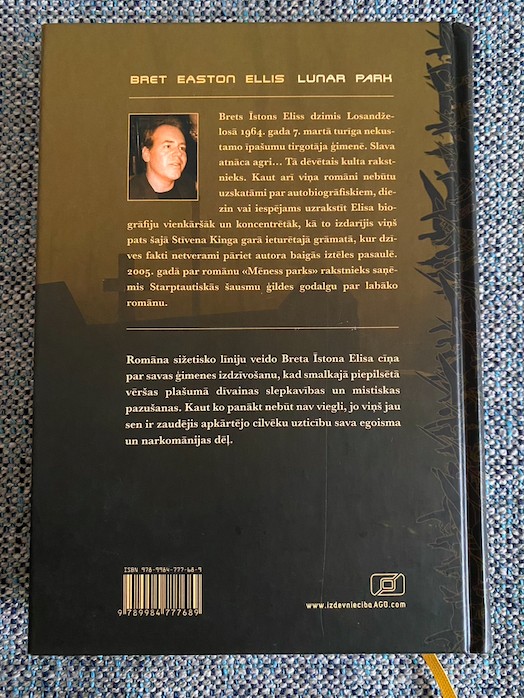 BRET EASTON ELLIS LUNAR PARK
Brets Īstons Eliss dzimis Losandže-
losā 1964. gada 7. martā turīga nekus-
tamo īpašumu tirgotāja ģimenē. Slava
atnāca agri... Tā dēvētais kulta rakst-
nieks. Kaut arī viņa romāni nebūtu
uzskatāmi par autobiogrāfiskiem, die-
zin vai iespējams uzrakstīt Elisa bio-
grāfiju vienkāršāk un koncentrētāk, kā to izdarījis viņš
pats šajā Stīvena Kinga garā ieturētajā grāmatā, kur dzī-
ves fakti netverami pāriet autora baigās iztēles pasaulē.
2005. gadā par romānu «Mēness parks» rakstnieks saņē-
mis Starptautiskās šausmu ģildes godalgu par labāko
romānu.
Romāna sižetisko līniju veido Breta Īstona Elisa cīņa
par savas ģimenes izdzīvošanu, kad smalkajā piepilsētā
vēršas plašumā dīvainas slepkavības un mistiskas
pazušanas. Kaut ko panākt nebūt nav viegli, jo viņš jau
sen ir zaudējis apkārtējo cilvēku uzticību sava egoisma
un narkomānijas dēļ.
ISBN 978-9984-777-68-9
9 789984 777689
www.izdevniecibaAGO.com